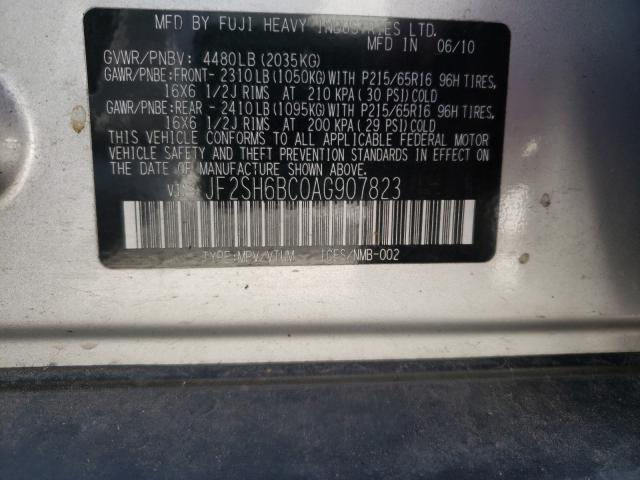 MFD BY FUJI HEAVY INDUSTRIES LTD.
MFD IN 06/10
GVWR/PNBV: 4480LB (2035KG)
GAWR/PNBE:FRONT- 2310LB(1050KG)WITH P215/65R16 96H TIRES,
16X6 1/2J RIMS AT 210 KPA( 30 PSI)COLD
GAWR/PNBE:REAR - 2410LB(1095KG)WITH P215/65R16 96H TIRES,
16X6 1/2J RIMS AT 200 KPA (29 PSI)COLD
THIS VEHICLE CONFORMS TO ALL APPLICABLE FEDERAL MOTOR
VEHICLE SAFETY AND THEFT PREVENTION STANDARDS IN EFFECT
ON THE DATE OF MANUFACTURE SHOWN ABOVE.
JF2SH6BC0AG907823
TYPE:MPV/VTUM ICES/NMB-002